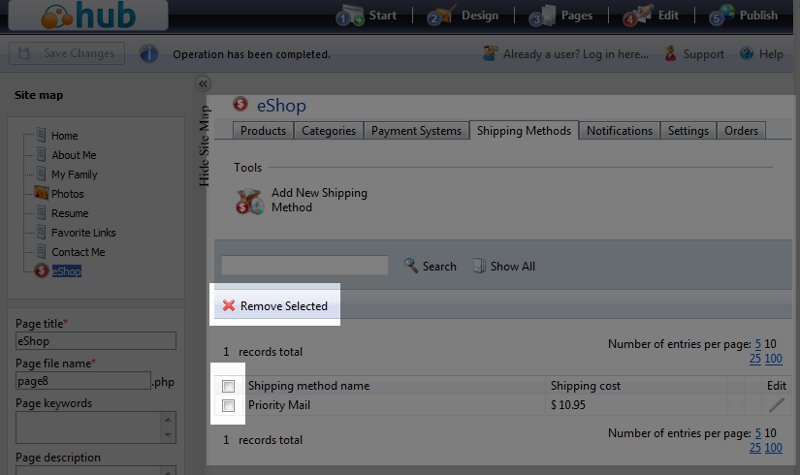 hub
1 Start
2 Design
3 Pages
4 Edit
5 Publish
Save Changes
Operation has been completed.
Already a user? Log in here...
Support
Help
Site map
Home
About Me
My Family
Photos
Resume
Favorite Links
Contact Me
eShop
Hide Site Map
Page title*
eShop
Page file name*
page8 .php
Page keywords
Page description
eShop
Products
Categories
Payment Systems
Shipping Methods
Notifications
Settings
Orders
Tools
Add New Shipping
Method
Search
Show All
Remove Selected
1 records total
Number of entries per page: 5 10
25 100
Shipping method name Shipping cost Edit
Priority Mail $ 10.95
1 records total
Number of entries per page: 5 10
25 100